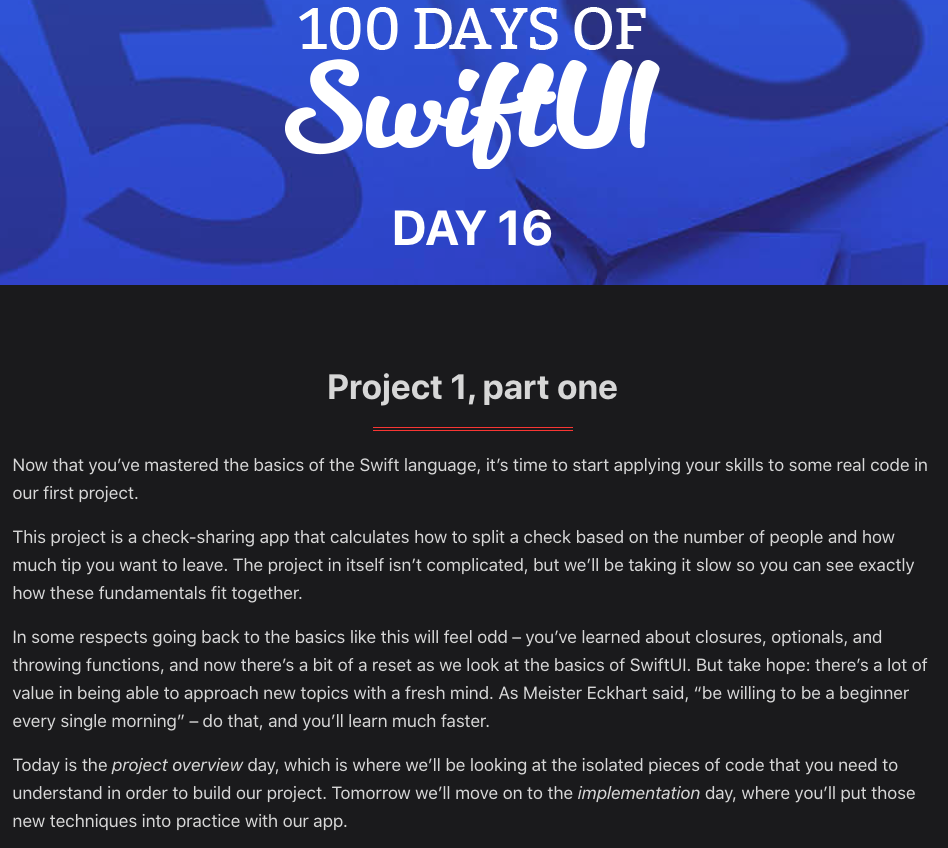 100 DAYS OF
SwiftUI
DAY 16
Project 1, part one
Now that you’ve mastered the basics of the Swift language, it’s time to start applying your skills to some real code in
our first project.
This project is a check-sharing app that calculates how to split a check based on the number of people and how
much tip you want to leave. The project in itself isn’t complicated, but we’ll be taking it slow so you can see exactly
how these fundamentals fit together.
In some respects going back to the basics like this will feel odd – you’ve learned about closures, optionals, and
throwing functions, and now there’s a bit of a reset as we look at the basics of SwiftUI. But take hope: there’s a lot of
value in being able to approach new topics with a fresh mind. As Meister Eckhart said, “be willing to be a beginner
every single morning” – do that, and you’ll learn much faster.
Today is the project overview day, which is where we’ll be looking at the isolated pieces of code that you need to
understand in order to build our project. Tomorrow we’ll move on to the implementation day, where you’ll put those
new techniques into practice with our app.